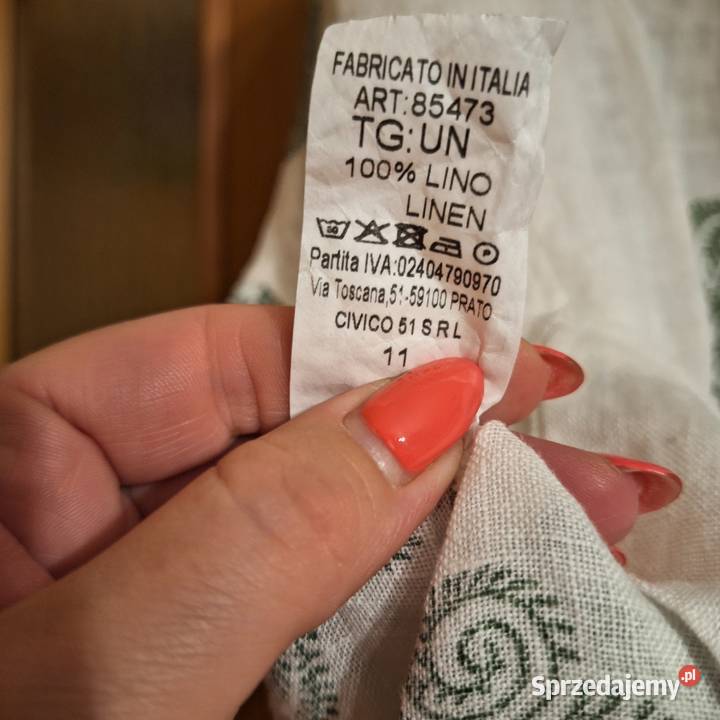 FABRICATO IN ITALIA
ART:85473
TG:UN
100% LINO
LINEN
30
P
Partita IVA:02404790970
Via Toscana,51-59100 PRATO
CIVICO 51 S R L
11
Sprzedajemy.pl